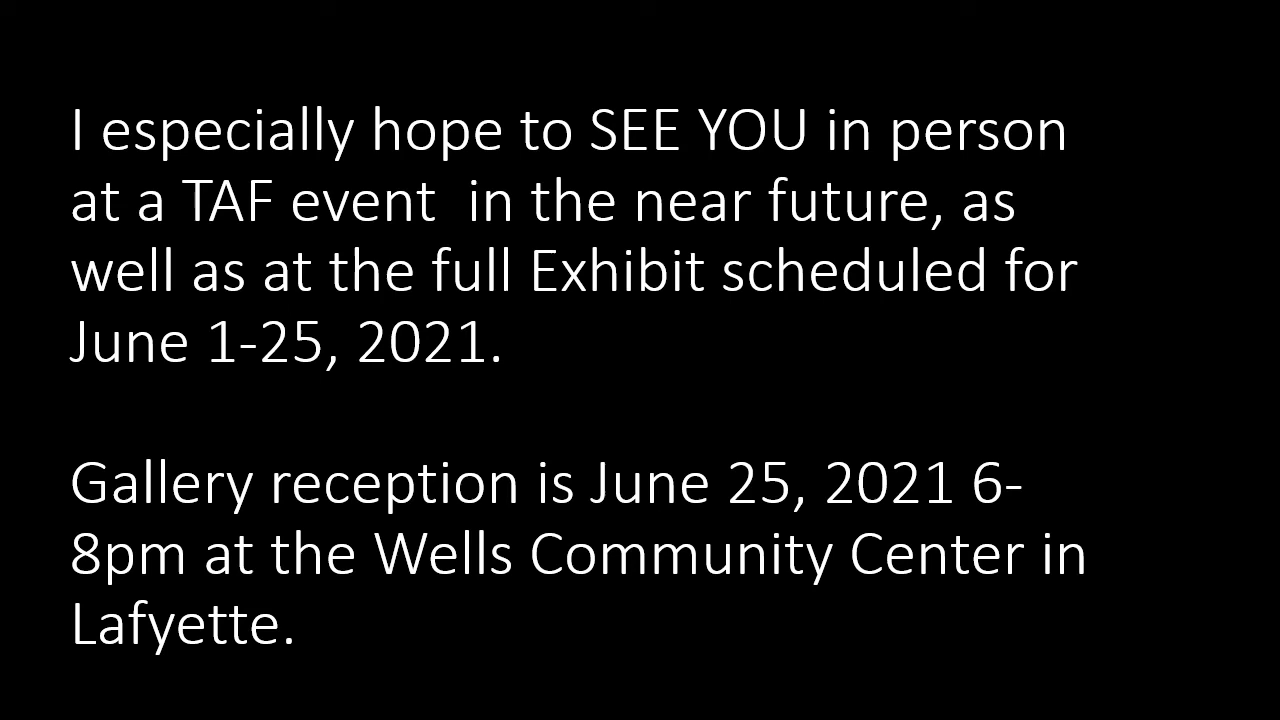 I especially hope to SEE YOU in person
at a TAF event  in the near future, as
well as at the full Exhibit scheduled for
June 1-25, 2021.
Gallery reception is June 25, 2021 6-
8pm at the Wells Community Center in
Lafyette.